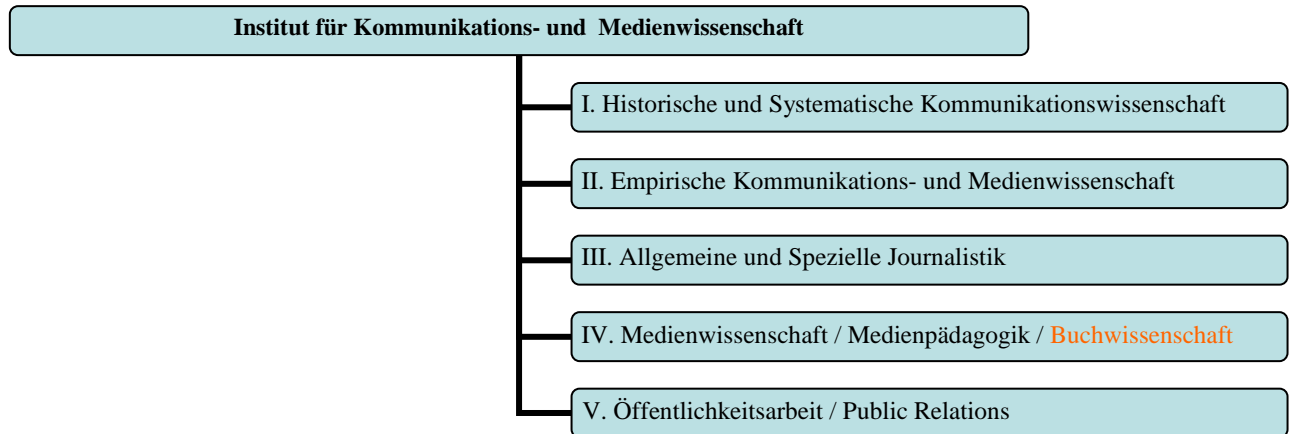 Institut für Kommunikations- und Medienwissenschaft
I. Historische und Systematische Kommunikationswissenschaft
II. Empirische Kommunikations- und Medienwissenschaft
III. Allgemeine und Spezielle Journalistik
IV. Medienwissenschaft / Medienpädagogik / Buchwissenschaft
V. Öffentlichkeitsarbeit / Public Relations